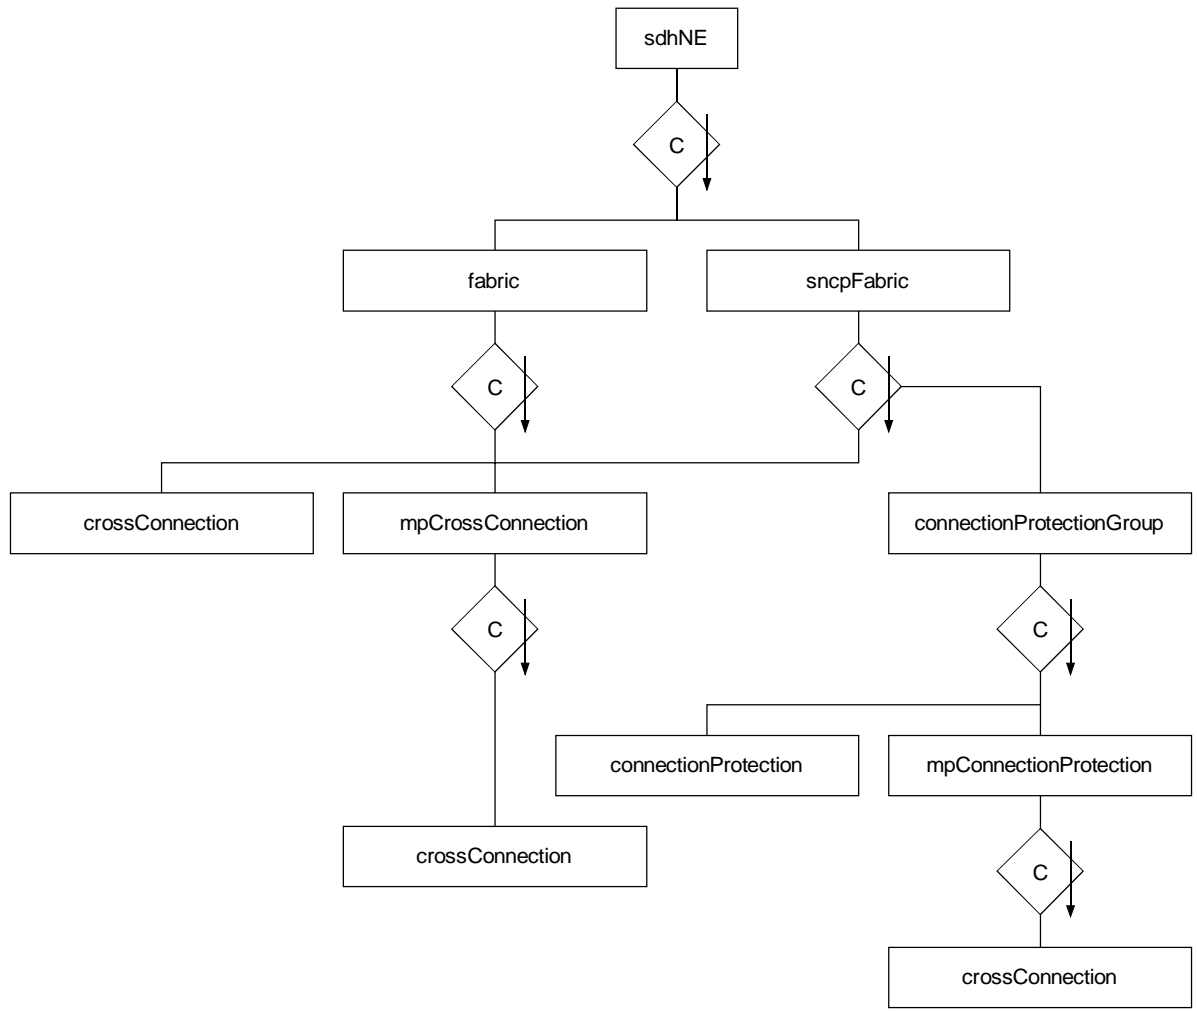 sdhNE
C
fabric
sncpFabric
C
C
crossConnection
mpCrossConnection
connectionProtectionGroup
C
C
connectionProtection
mpConnectionProtection
crossConnection
C
crossConnection